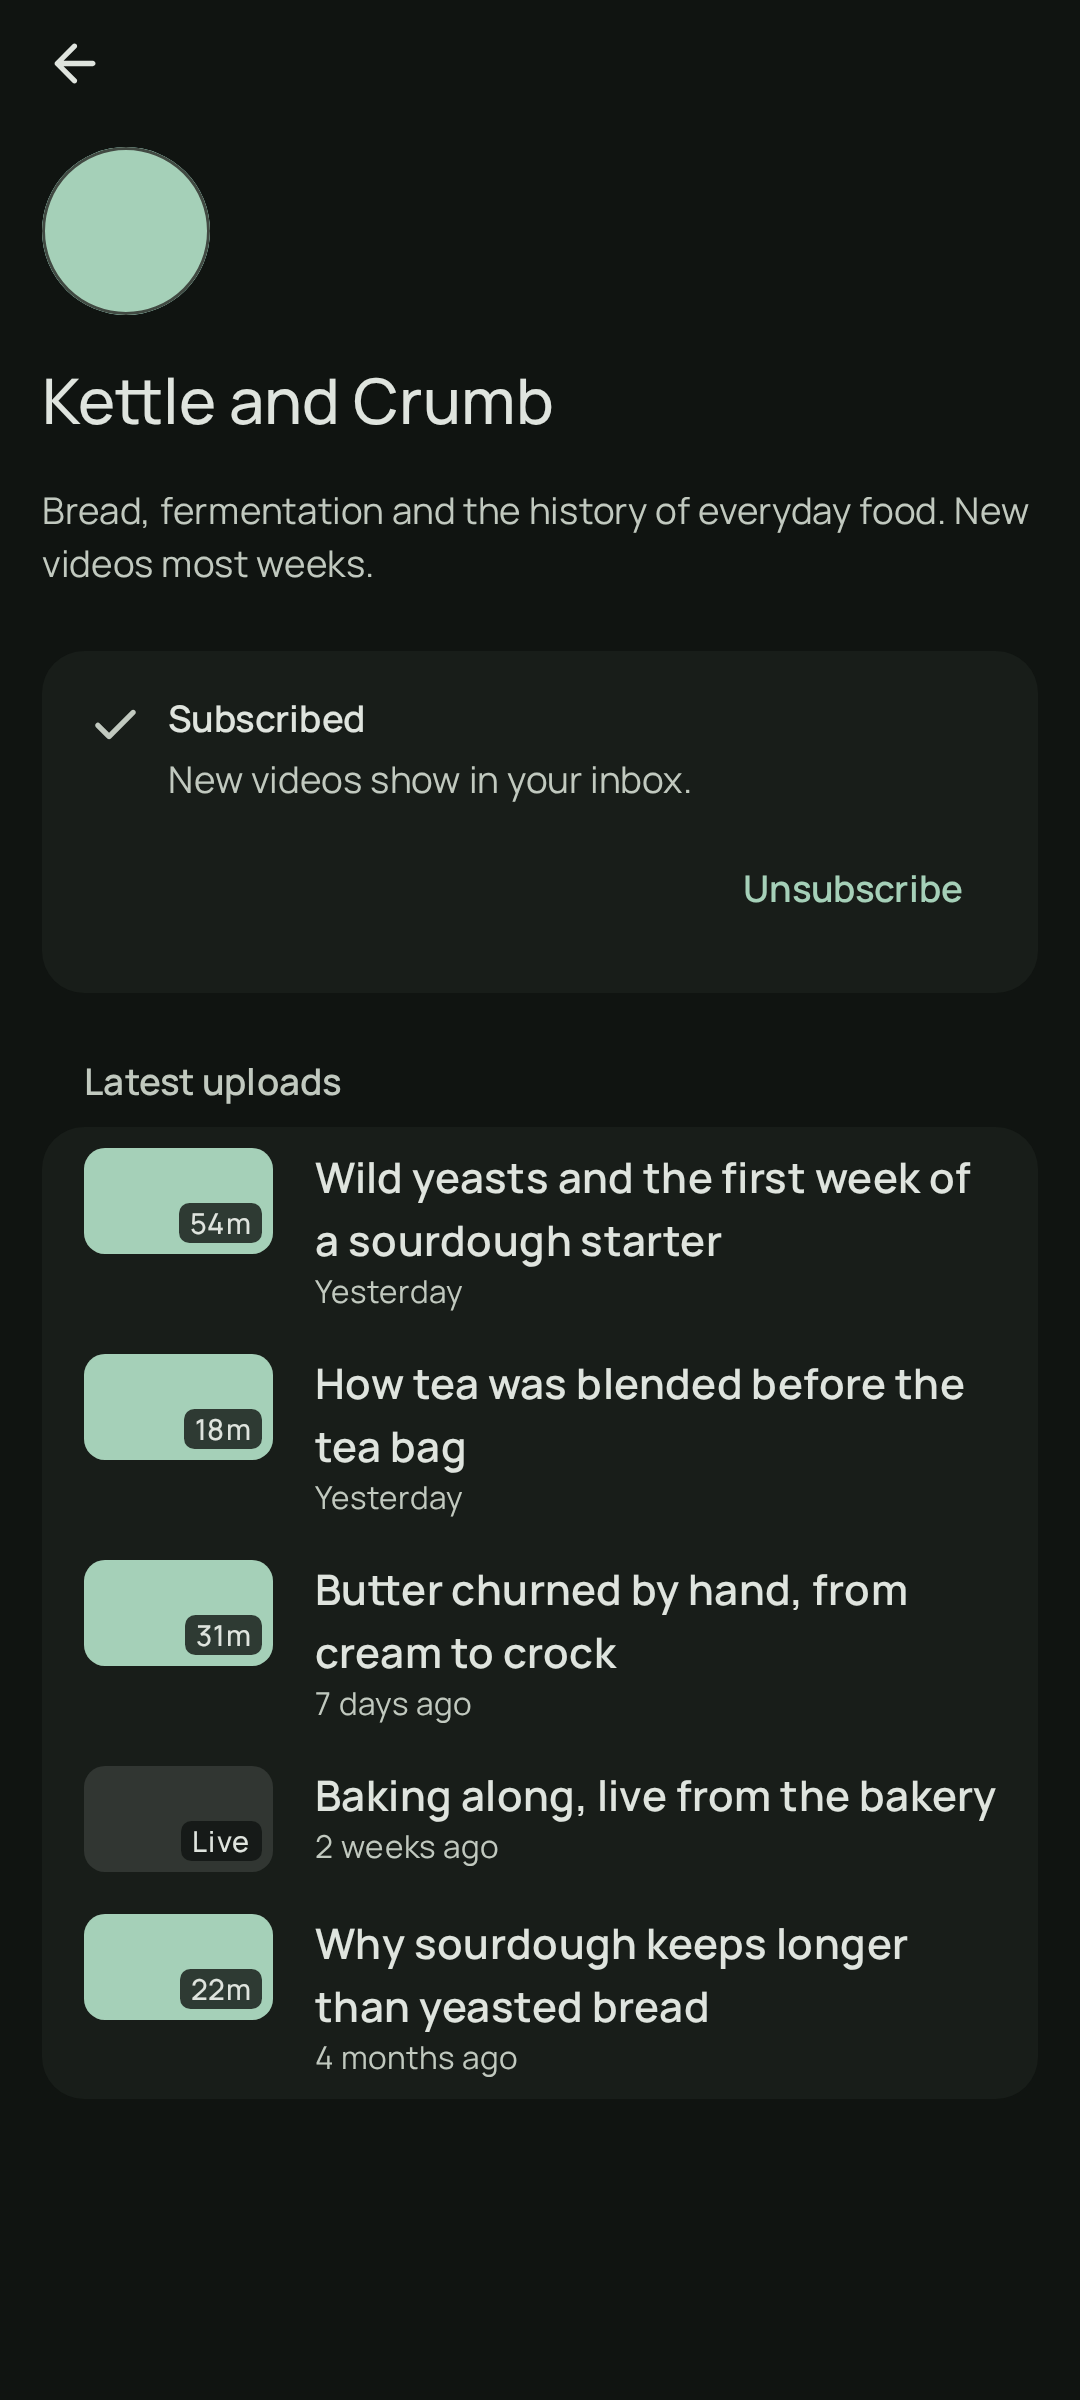 Kettle and Crumb
Bread, fermentation and the history of everyday food. New
videos most weeks.
Subscribed
New videos show in your inbox.
Unsubscribe
Latest uploads
54m
Wild yeasts and the first week of
a sourdough starter
Yesterday
18m
How tea was blended before the
tea bag
Yesterday
31m
Butter churned by hand, from
cream to crock
7 days ago
Live
Baking along, live from the bakery
2 weeks ago
22m
Why sourdough keeps longer
than yeasted bread
4 months ago